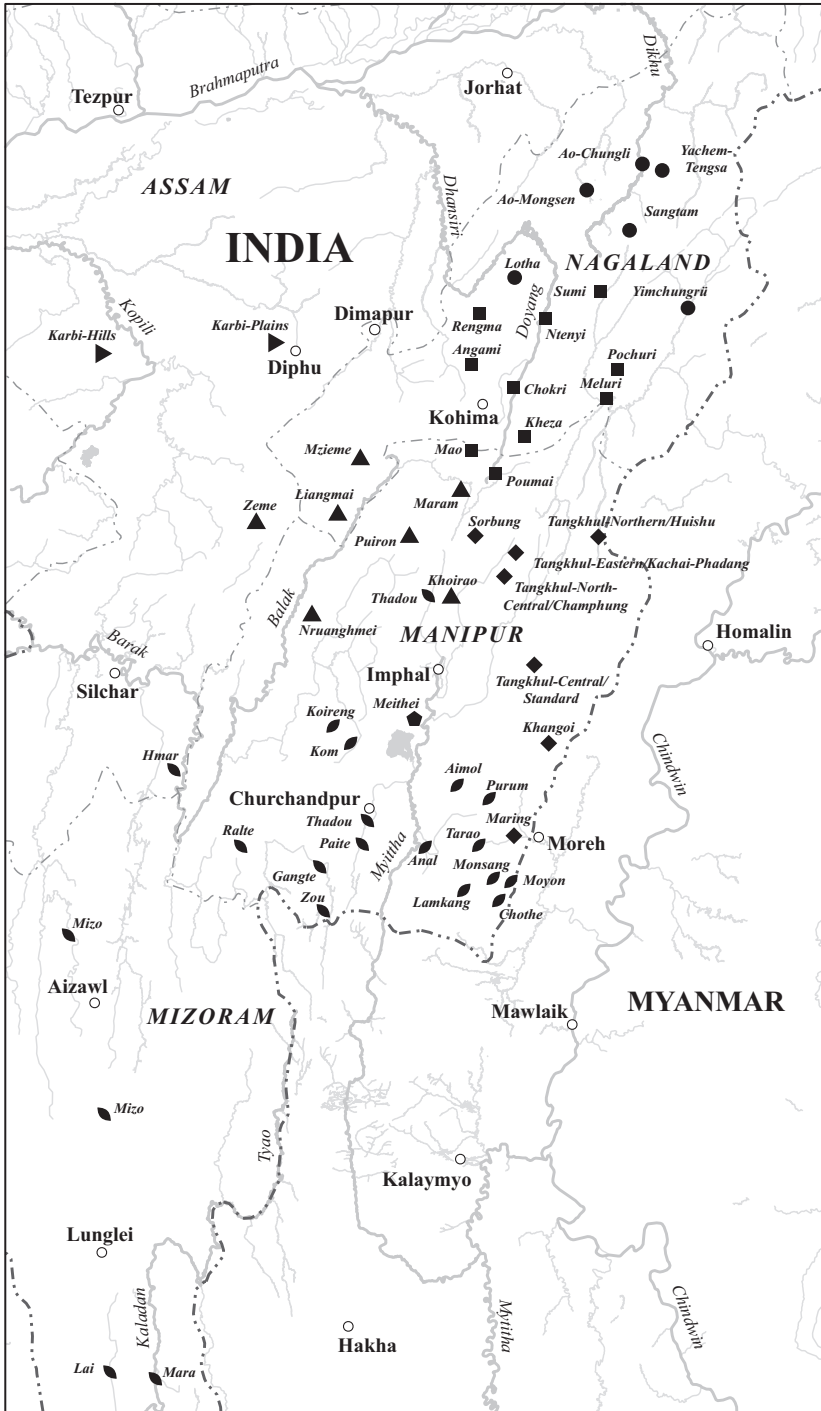 Dikhu
Brahmaputra
Jorhat
Tezpur
Ao-Chungli
Yachem-
Tengsa
ASSAM
Ao-Mongsen
Dhansiri
Sangtam
INDIA
Lotha
NAGALAND
Kopili
Sumi
Yimchungrü
Doyang
Karbi-Hills
Karbi-Plains
Dimapur
Rengma
Ntenyi
Diphu
Angami
Pochuri
Chokri
Meluri
Kohima
Kheza
Mzieme
Mao
Poumai
Liangmai
Maram
Zeme
Sorbung
Tangkhul-Northern/Huishu
Puiron
Tangkhul-Eastern/Kachai-Phadang
Khoirao
Tangkhul-North-
Central/Champhung
Thadou
Balak
Nruanghmei
MANIPUR
Homalin
Barak
Imphal
Silchar
Tangkhul-Central/
Standard
Meithei
Koireng
Khangoi
Kom
Chindwin
Hmar
Aimol
Purum
Churchandpur
Thadou
Maring
Ralte
Paite
Myittha
Anal
Tarao
Moreh
Gangte
Monsang
Moyon
Zou
Lamkang
Chothe
Mizo
Aizawl
MIZORAM
Mawlaik
MYANMAR
Mizo
Tyao
Kalaymyo
Lunglei
Kaladan
Hakha
Mytitha
Chindwin
Lai
Mara